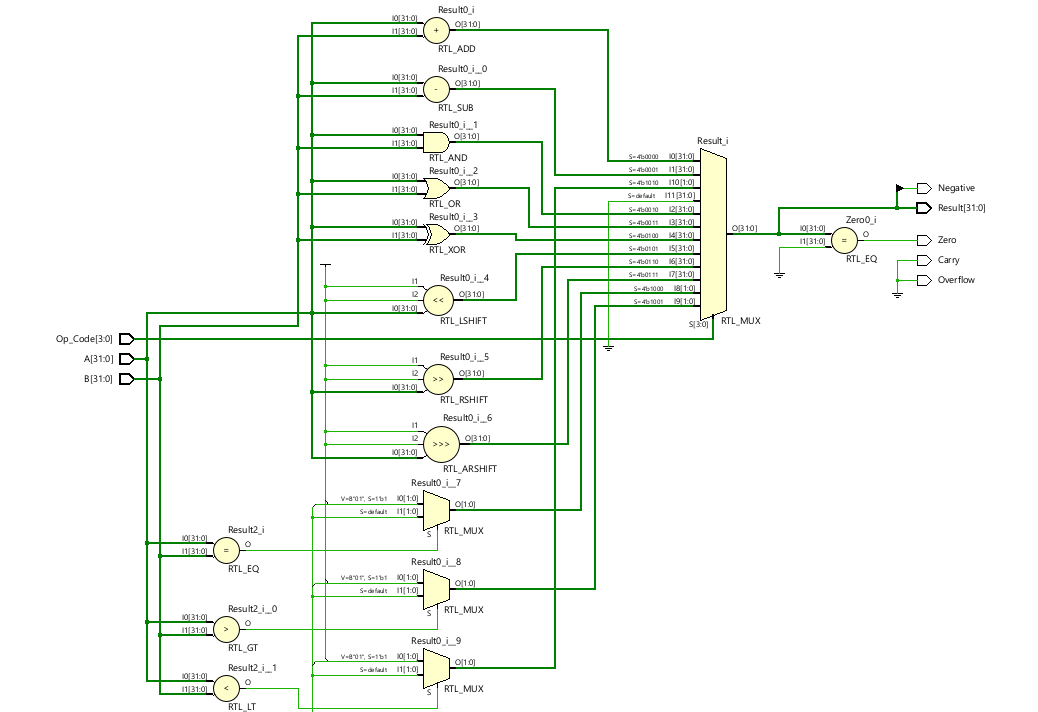 Result0_i
I0[31:0]
O[31:0]
I1[31:0]
+
RTL_ADD
Result0_i__0
I0[31:0]
O[31:0]
I1[31:0]
-
RTL_SUB
Result0_i__1
I0[31:0]
O[31:0]
I1[31:0]
RTL_AND
Result0_i__2
I0[31:0]
O[31:0]
I1[31:0]
RTL_OR
Result0_i__3
I0[31:0]
O[31:0]
I1[31:0]
RTL_XOR
Result0_i__4
I1
I2
<<
O[31:0]
I0[31:0]
RTL_LSHIFT
Result0_i__5
I1
I2
>>
O[31:0]
I0[31:0]
RTL_RSHIFT
Result0_i__6
I1
I2
>>>
O[31:0]
I0[31:0]
RTL_ARSHIFT
Result0_i__7
V=B"01", S=1'b1 I0[1:0]
O[1:0]
S=default I1[1:0]
S
RTL_MUX
Result0_i__8
V=B"01", S=1'b1 I0[1:0]
O[1:0]
S=default I1[1:0]
S
RTL_MUX
Result0_i__9
V=B"01", S=1'b1 I0[1:0]
O[1:0]
S=default I1[1:0]
S
RTL_MUX
Op_Code[3:0]
A[31:0]
B[31:0]
Result2_i
I0[31:0]
O
I1[31:0]
=
RTL_EQ
Result2_i__0
I0[31:0]
O
I1[31:0]
>
RTL_GT
Result2_i__1
I0[31:0]
O
I1[31:0]
<
RTL_LT
Result_i
S=4'b0000 I0[31:0]
S=4'b0001 I1[31:0]
S=4'b1010 I10[1:0]
S=default I11[31:0]
S=4'b0010 I2[31:0]
S=4'b0011 I3[31:0]
S=4'b0100 I4[31:0]
S=4'b0101 I5[31:0]
S=4'b0110 I6[31:0]
S=4'b0111 I7[31:0]
S=4'b1000 I8[1:0]
S=4'b1001 I9[1:0]
O[31:0]
S[3:0]
RTL_MUX
Zero0_i
I0[31:0]
O
I1[31:0]
=
RTL_EQ
Negative
Result[31:0]
Zero
Carry
Overflow